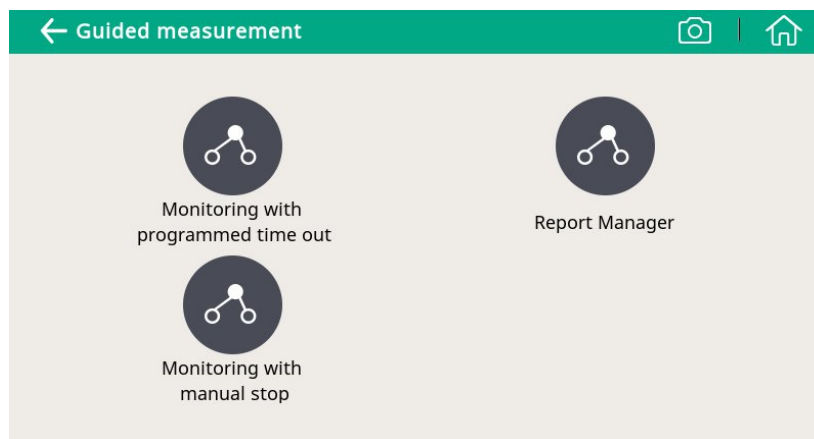 Guided measurement
Monitoring with
programmed time out
Report Manager
Monitoring with
manual stop